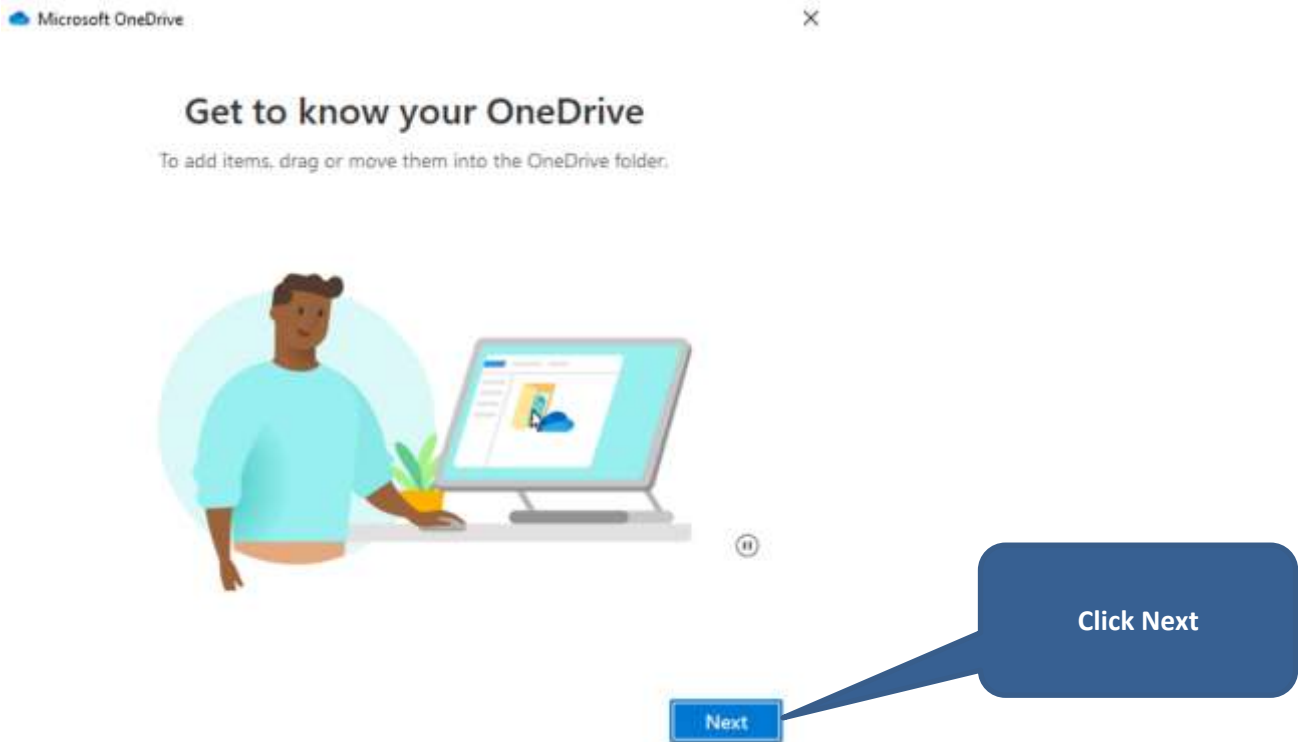 Microsoft OneDrive
Get to know your OneDrive
To add items, drag or move them into the OneDrive folder.
Click Next
Next